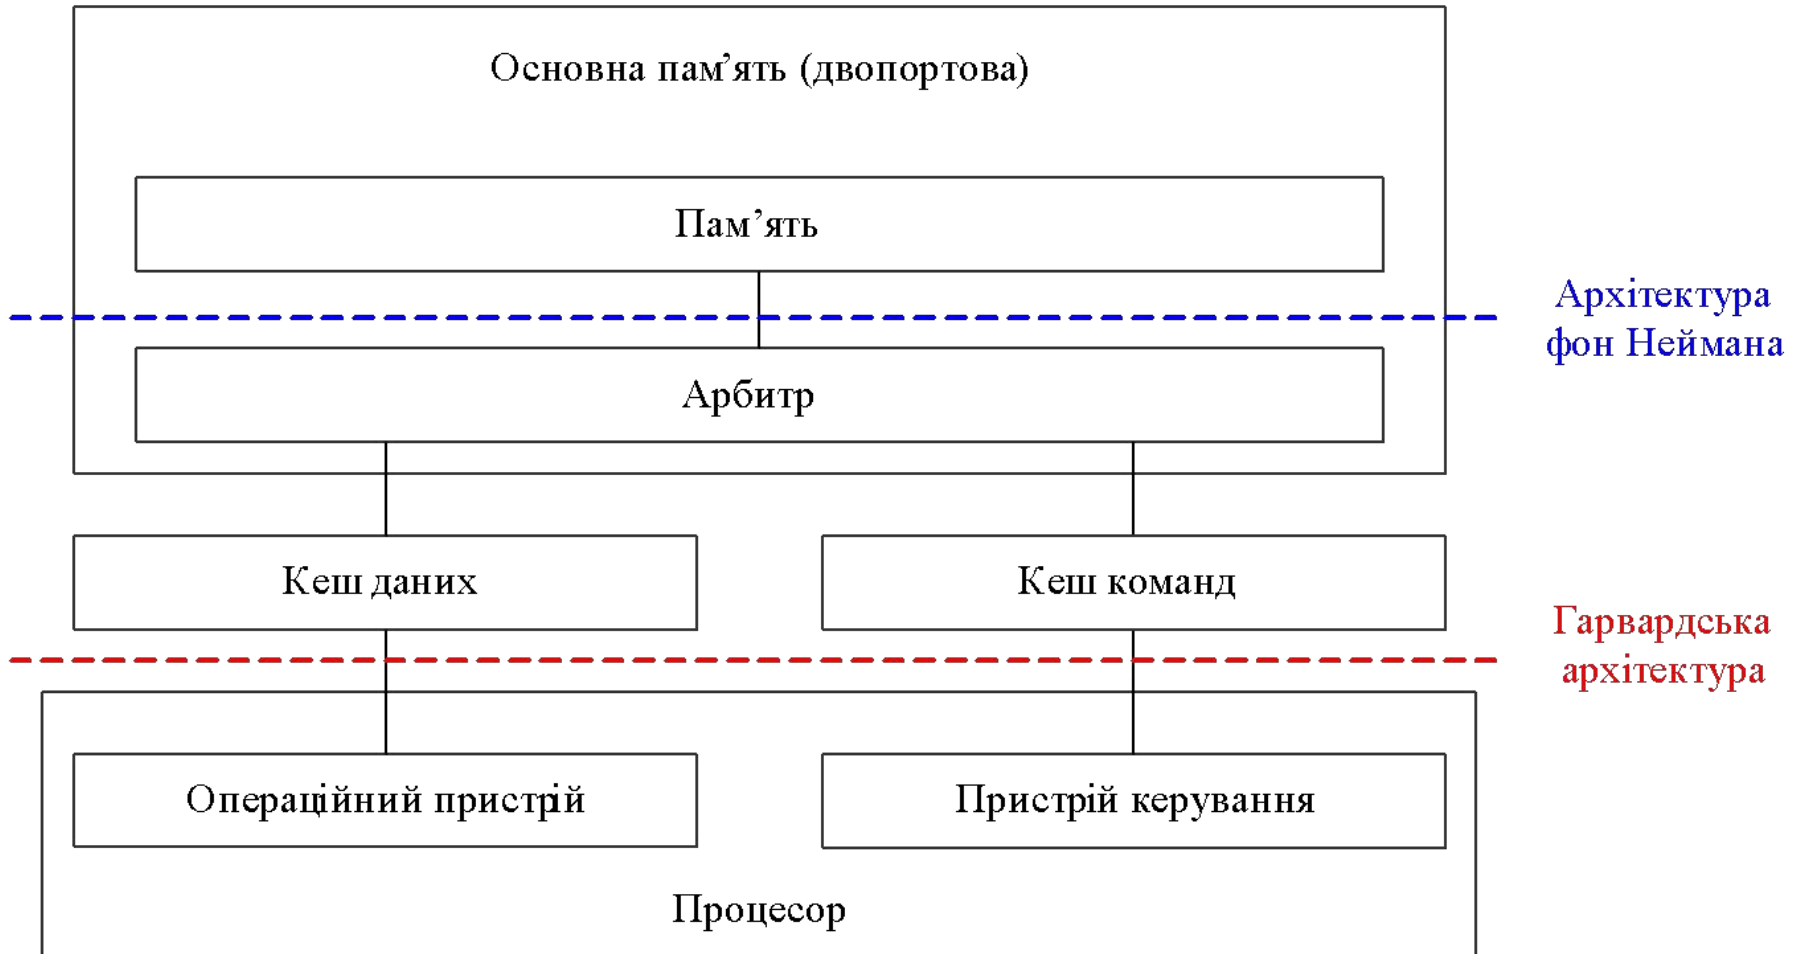 Основна пам’ять (двопортова)
Пам’ять
Архітектура
фон Неймана
Арбитр
Кеш даних
Кеш команд
Гарвардська
архітектура
Операційний пристрій
Пристрій керування
Процесор